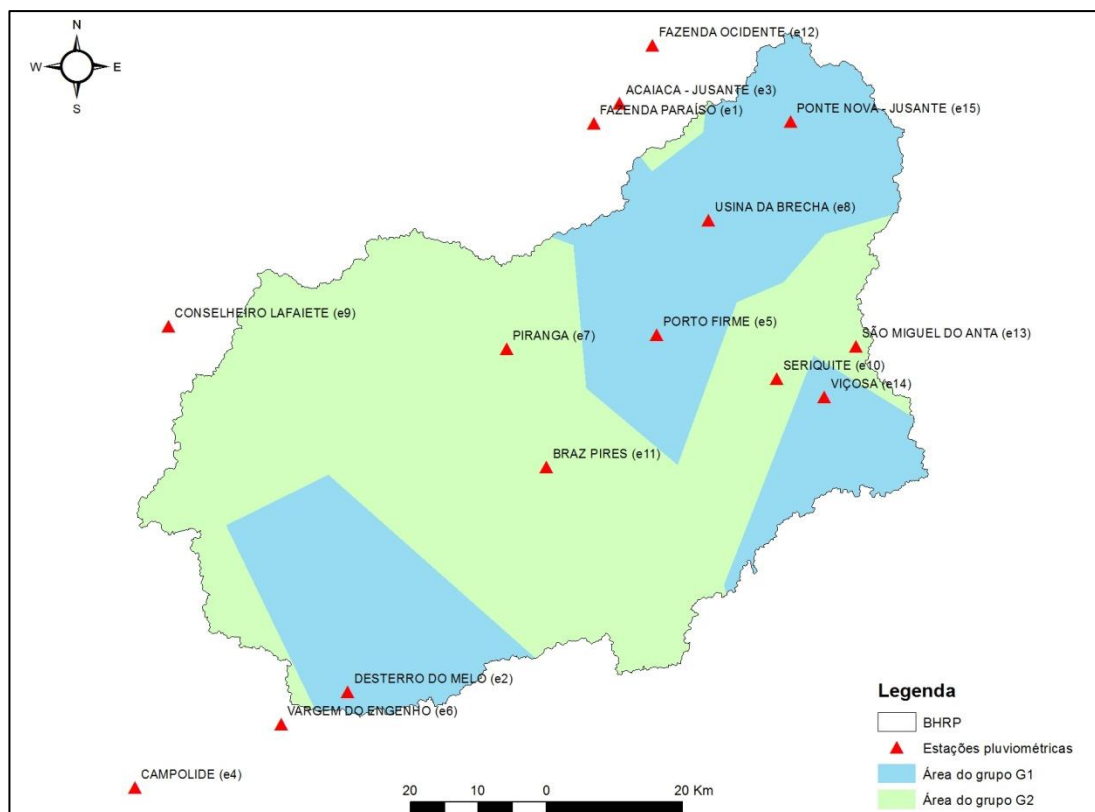 FAZENDA OCIDENTE (e12)
N
W E
S
ACAIACA - JUSANTE (e3)
FAZENDA PARAÍSO (e1)
PONTE NOVA - JUSANTE (e15)
USINA DA BRECHA (e8)
CONSELHEIRO LAFAIETE (e9)
PORTO FIRME (e5)
PIRANGA (e7)
SÃO MIGUEL DO ANTA (e13)
SERIQUITE (e10)
VIÇOSA (e14)
BRAZ PIRES (e11)
DESTERRO DO MELO (e2)
VARGEM DO ENGENHO (e6)
CAMPOLIDE (e4)
Legenda
BHRP
Estações pluviométricas
Área do grupo G1
Área do grupo G2
20 10 0 20 Km